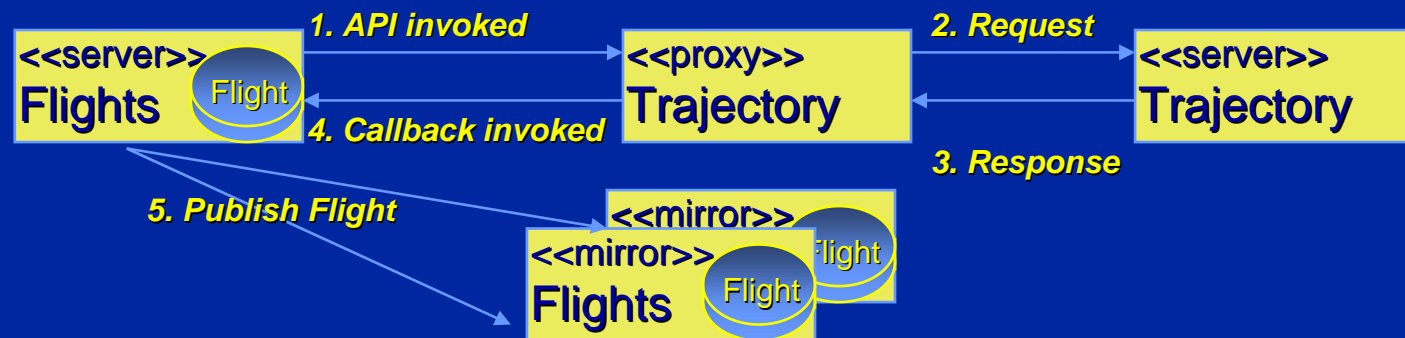 1. API invoked
2. Request
<<server>>
Flights
Flight
<<proxy>>
Trajectory
<<server>>
Trajectory
4. Callback invoked
3. Response
5. Publish Flight
<<mirror>>
Flight
<<mirror>>
Flights
Flight